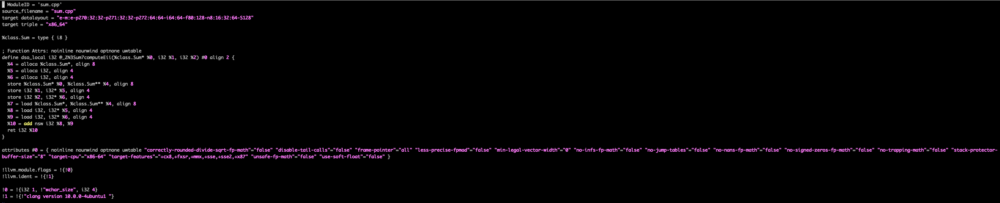 ; ModuleID = 'sum.cpp'
source_filename = "sum.cpp"
target datalayout = "e-m:e-p270:32:32-p271:32:32-p272:64:64-i64:64-f80:128-n8:16:32:64-S128"
target triple = "x86_64"

%class.Sum = type { i8 }

; Function Attrs: noinline nounwind optnone uwtable
define dso_local i32 @_ZN3Sum7computeEii(%class.Sum* %0, i32 %1, i32 %2) #0 align 2 {
  %4 = alloca %class.Sum*, align 8
  %5 = alloca i32, align 4
  %6 = alloca i32, align 4
  store %class.Sum* %0, %class.Sum** %4, align 8
  store i32 %1, i32* %5, align 4
  store i32 %2, i32* %6, align 4
  %7 = load %class.Sum*, %class.Sum** %4, align 8
  %8 = load i32, i32* %5, align 4
  %9 = load i32, i32* %6, align 4
  %10 = add nsw i32 %8, %9
  ret i32 %10
}

attributes #0 = { noinline nounwind optnone uwtable "correctly-rounded-divide-sqrt-fp-math"="false" "disable-tail-calls"="false" "frame-pointer"="all" "less-precise-fpmad"="false" "min-legal-vector-width"="0" "no-infs-fp-math"="false" "no-jump-tables"="false" "no-nans-fp-math"="false" "no-signed-zeros-fp-math"="false" "no-trapping-math"="false" "stack-protector-
buffer-size"="8" "target-cpu"="x86-64" "target-features"="+cx8,+fxsr,+mmx,+sse,+sse2,+x87" "unsafe-fp-math"="false" "use-soft-float"="false" }

!llvm.module.flags = !{!0}
!llvm.ident = !{!1}

!0 = !{i32 1, !"wchar_size", i32 4}
!1 = !{!"clang version 10.0.0-4ubuntu1 "}